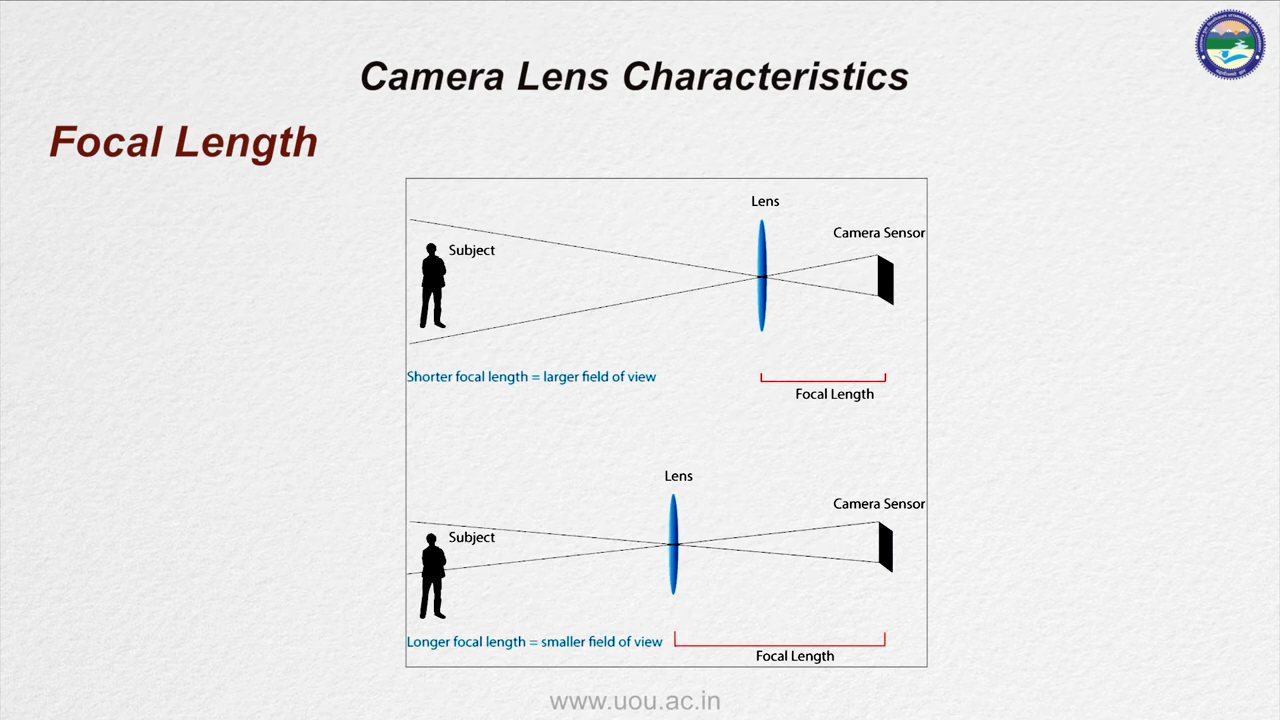 Camera Lens Characteristics
Focal Length
Lens
Camera Sensor
Subject
Shorter focal length = larger field of view
Focal Length
Lens
Camera Sensor
Subject
Longer focal length = smaller field of view
Focal Length
www.uou.ac.in